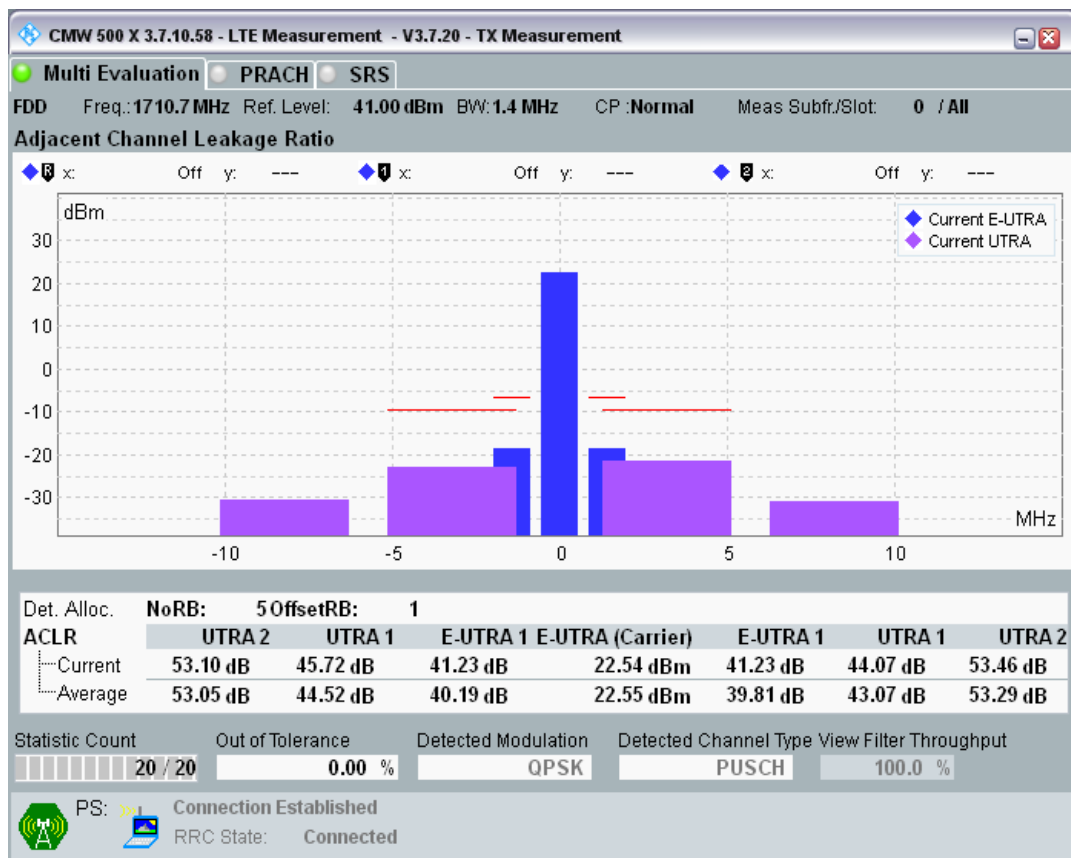 CMW 500 X 3.7.10.58 - LTE Measurement - V3.7.20 - TX Measurement
Multi Evaluation PRACH SRS
FDD Freq.: 1710.7 MHz Ref. Level: 41.00 dBm BW: 1.4 MHz CP :Normal Meas Subfr./Slot: 0 / All
Adjacent Channel Leakage Ratio
R x: Off y: --- 1 x: Off y: --- 2 x: Off y: ---
dBm
Current E-UTRA
Current UTRA
30
20
10
0
-10
-20
-30
MHz
-10 -5 0 5 10
Det. Alloc. NoRB: 5 OffsetRB: 1
ACLR UTRA 2 UTRA 1 E-UTRA 1 E-UTRA (Carrier) E-UTRA 1 UTRA 1 UTRA 2
Current 53.10 dB 45.72 dB 41.23 dB 22.54 dBm 41.23 dB 44.07 dB 53.46 dB
Average 53.05 dB 44.52 dB 40.19 dB 22.55 dBm 39.81 dB 43.07 dB 53.29 dB
Statistic Count Out of Tolerance Detected Modulation Detected Channel Type View Filter Throughput
20 / 20 0.00 % QPSK PUSCH 100.0 %
PS: Connection Established
RRC State: Connected